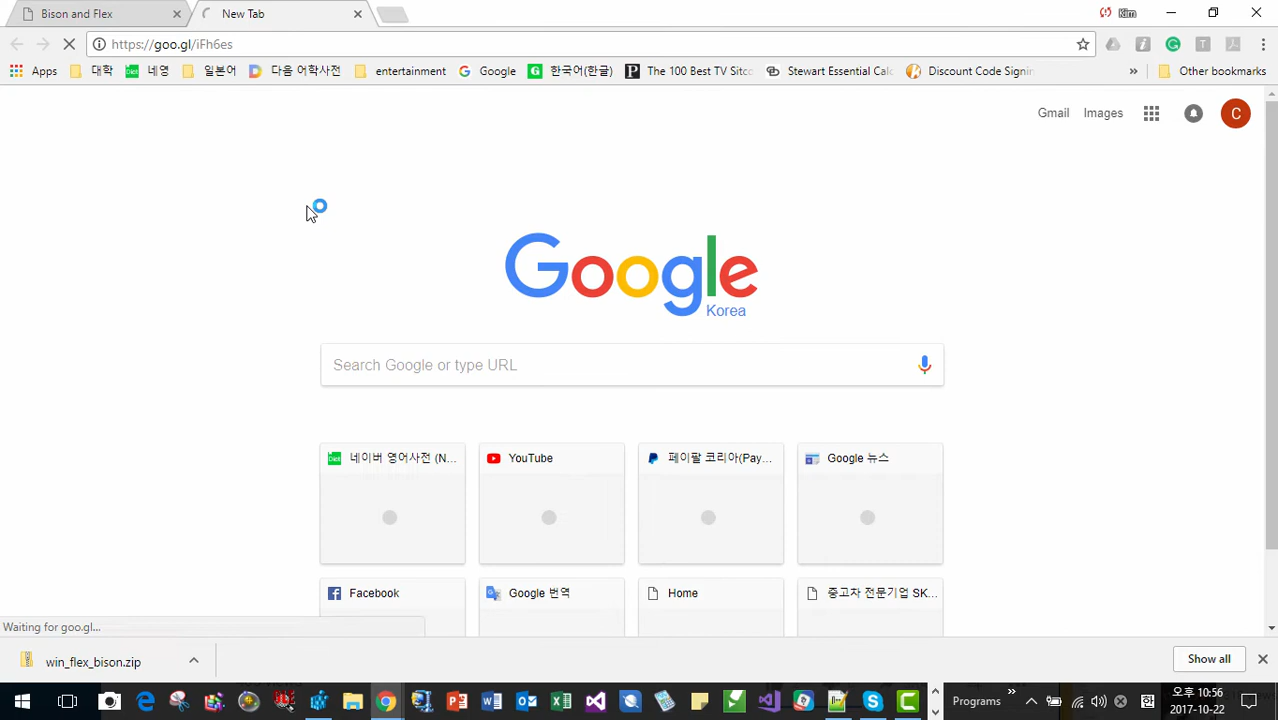 Bison and Flex
New Tab
Kim
https://goo.gl/iFh6es
Apps 대학 네영 일본어 다음 어학사전 entertainment Google 한국어(한글) The 100 Best TV Sitc Stewart Essential Calc Discount Code Signin » Other bookmarks
Gmail Images C
Google
Korea
Search Google or type URL
네이버 영어사전 (N... YouTube 페이팔 코리아(Pay... Google 뉴스
Facebook Google 번역 Home 중고차 전문기업 SK...
Waiting for goo.gl...
win_flex_bison.zip
Show all
Programs »
오후 10:56
2017-10-22